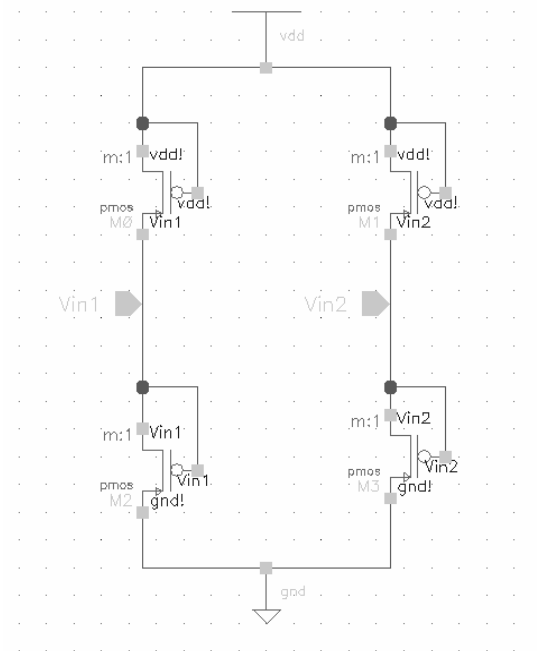 vdd
m:1 vdd! m:1 vdd!
pmos vdd! pmos vdd!
MØ Vin1 M1 Vin2
Vin1 Vin2
m:1 Vin1 m:1 Vin2
pmos Vin1 pmos Vin2
M2 gnd! M3 gnd!
gnd